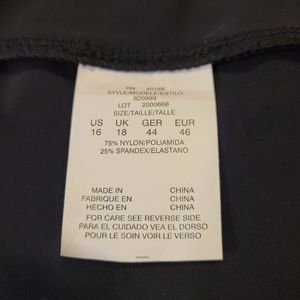 RN 40168
STYLE/MODELE/ESTILO
820999
LOT 2000668
SIZE/TAILLE/TALLE
US UK GER EUR
16 18 44 46
75% NYLON/POLIAMIDA
25% SPANDEX/ELASTANO
MADE IN CHINA
FABRIQUE EN CHINA
HECHO EN CHINA
FOR CARE SEE REVERSE SIDE
PARA EL CUIDADO VEA EL DORSO
POUR LE SOIN VOIR LE VERSO